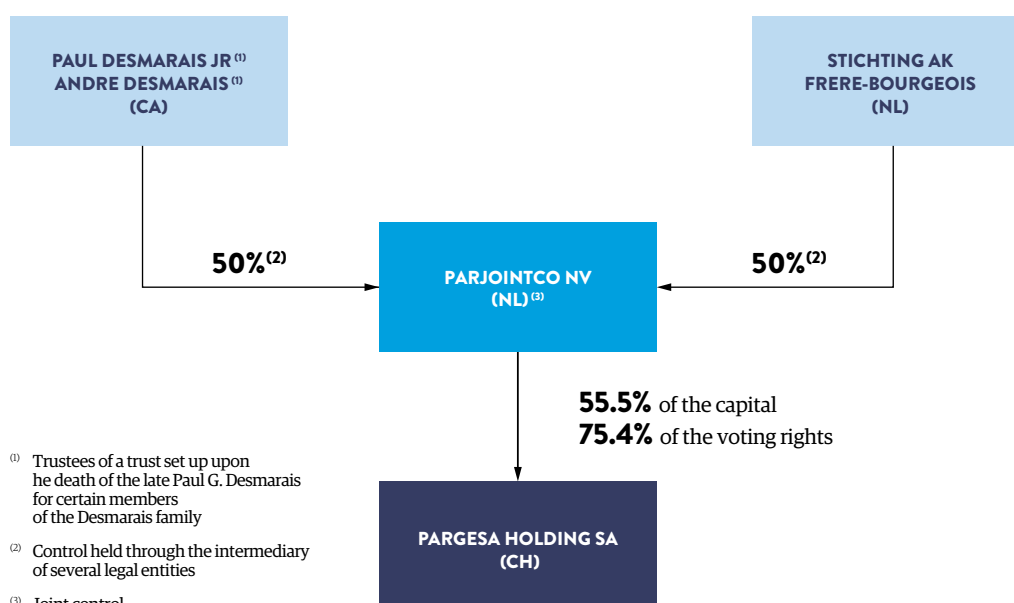 PAUL DESMARAIS JR (1)
ANDRE DESMARAIS (1)
(CA)
STICHTING AK
FRERE-BOURGEOIS
(NL)
50%(2)
50%(2)
PARJOINTCO NV
(NL) (3)
55.5% of the capital
75.4% of the voting rights
(1) Trustees of a trust set up upon
he death of the late Paul G. Desmarais
for certain members
of the Desmarais family
(2) Control held through the intermediary
of several legal entities
(3) Joint control
PARGESA HOLDING SA
(CH)